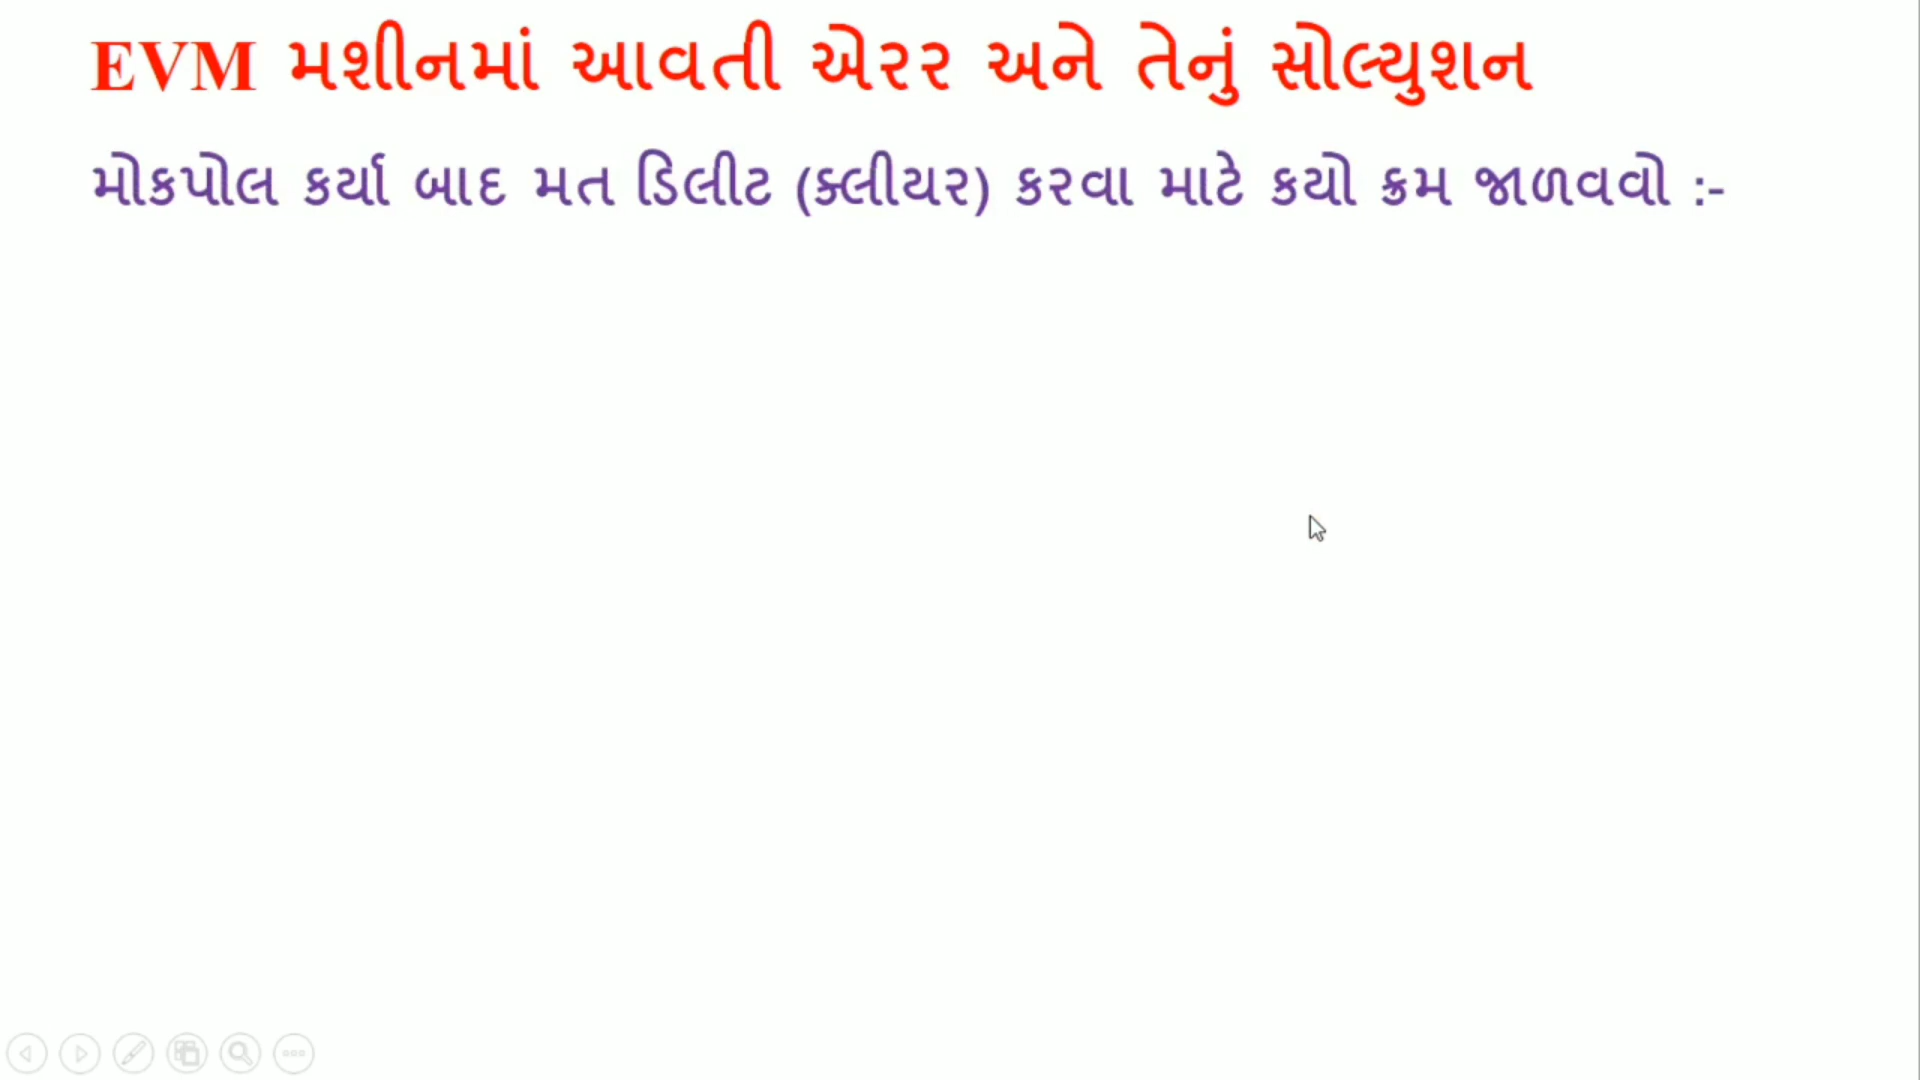 EVM મશીનમાં આવતી એરર અને તેનું સોલ્યુશન
મોકપોલ કર્યા બાદ મત ડિલીટ (ક્લીયર) કરવા માટે કયો ક્રમ જાળવવો :-